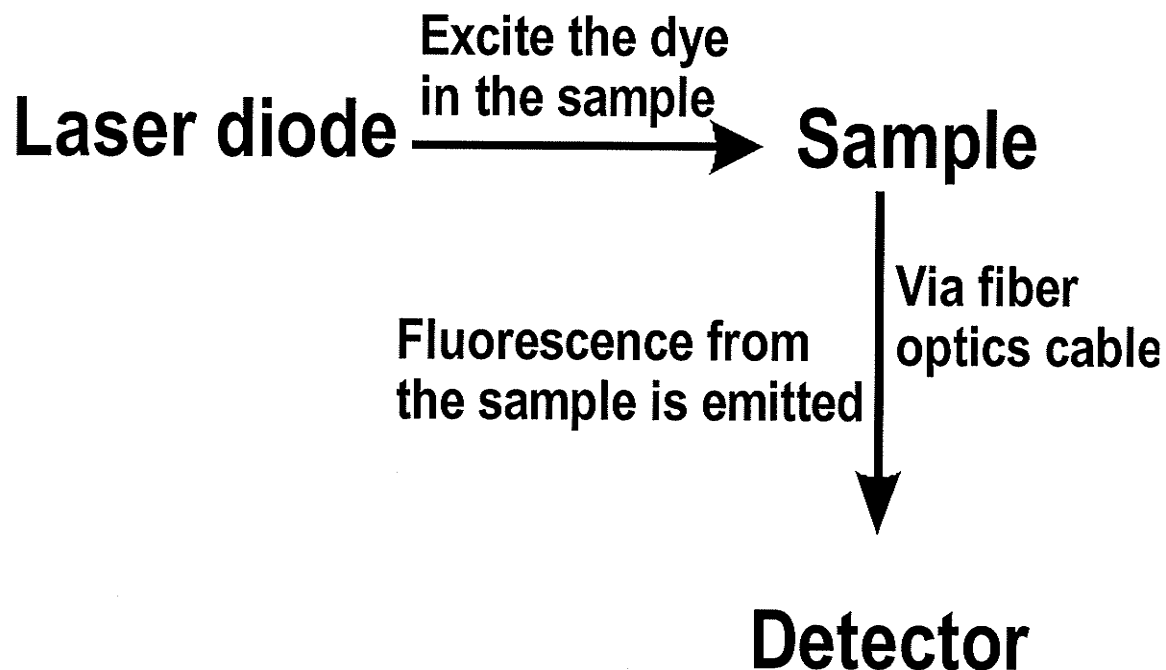 Excite the dye
in the sample
Laser diode
Sample
Via fiber
optics cable
Fluorescence from
the sample is emitted
Detector